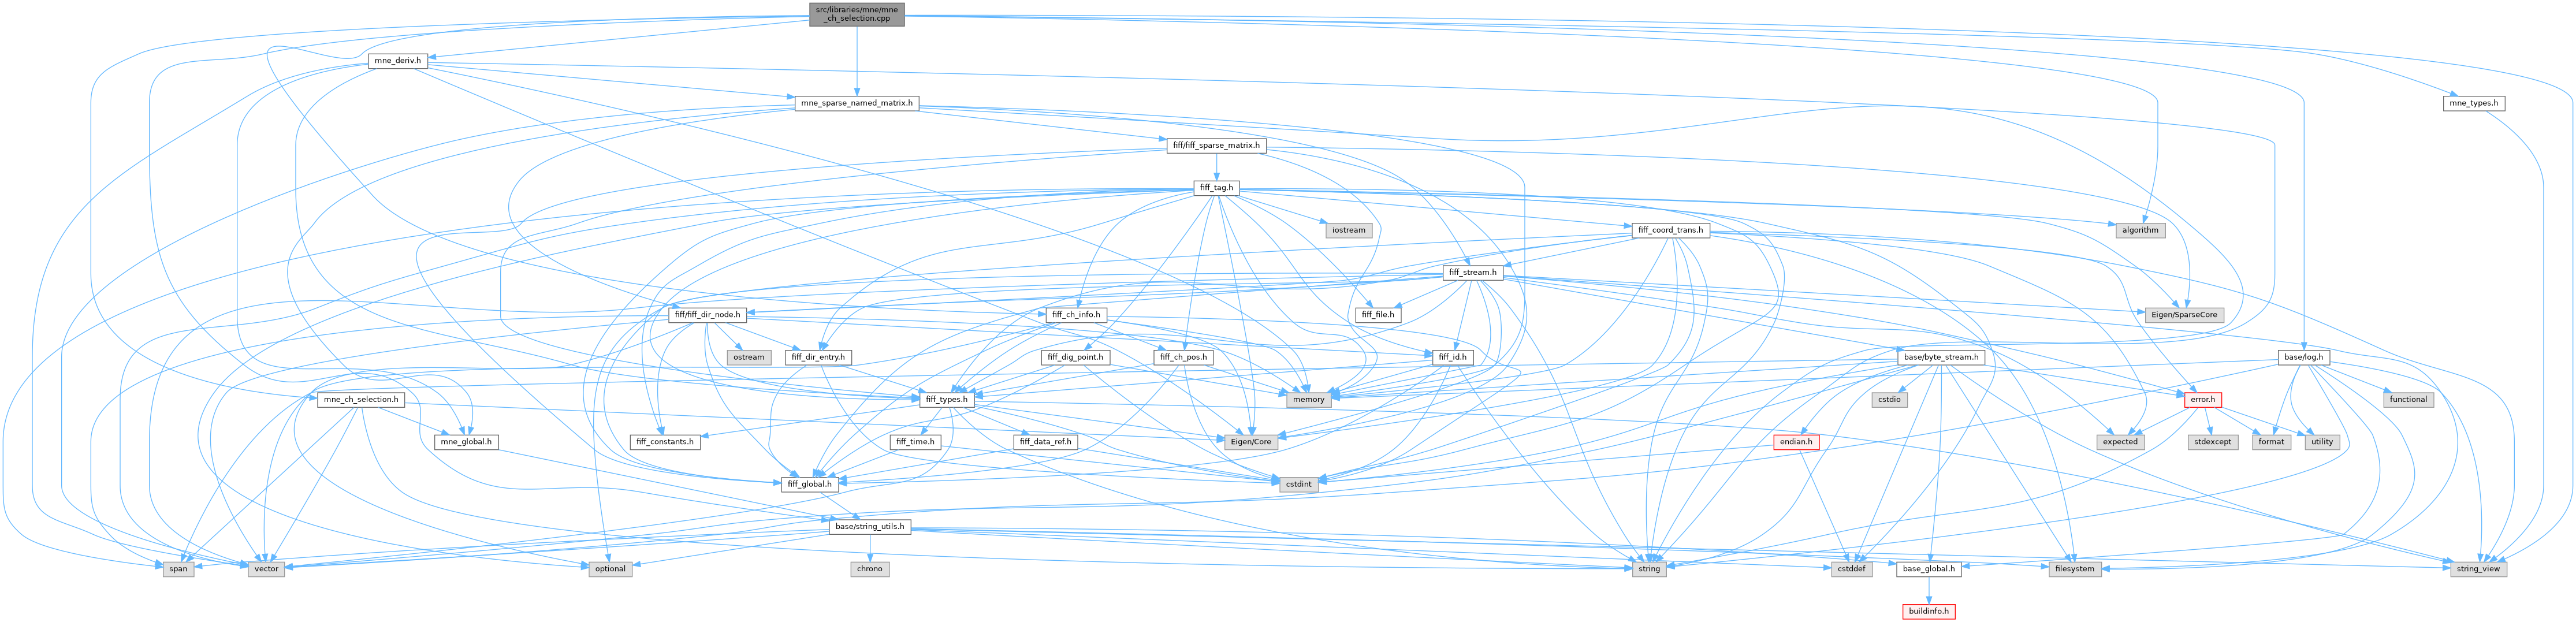 src/libraries/mne/mne
_ch_selection.cpp
mne_deriv.h
mne_sparse_named_matrix.h
mne_types.h
fiff/fiff_sparse_matrix.h
fiff_tag.h
iostream
fiff_coord_trans.h
algorithm
fiff_stream.h
fiff/fiff_dir_node.h
fiff_ch_info.h
fiff_file.h
Eigen/SparseCore
ostream
fiff_dir_entry.h
fiff_dig_point.h
fiff_ch_pos.h
fiff_id.h
base/byte_stream.h
base/log.h
mne_ch_selection.h
fiff_types.h
memory
cstdio
error.h
functional
mne_global.h
fiff_constants.h
fiff_time.h
fiff_data_ref.h
Eigen/Core
endian.h
expected
stdexcept
format
utility
fiff_global.h
cstdint
base/string_utils.h
span
vector
optional
chrono
string
cstddef
base_global.h
filesystem
string_view
buildinfo.h